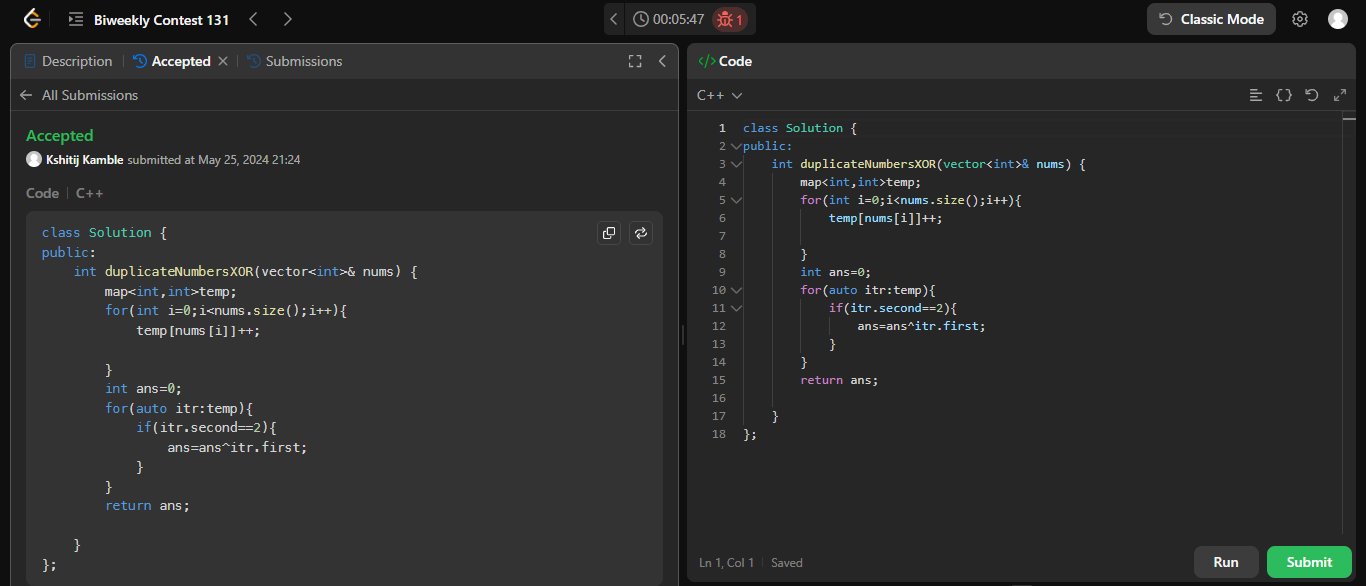 Biweekly Contest 131
00:05:47
1
Classic Mode
Description
Accepted
Submissions
All Submissions
Accepted
Kshitij Kamble submitted at May 25, 2024 21:24
Code
C++
class Solution {
public:
    int duplicateNumbersXOR(vector<int>& nums) {
        map<int,int>temp;
        for(int i=0;i<nums.size();i++){
            temp[nums[i]]++;
        }
        int ans=0;
        for(auto itr:temp){
            if(itr.second==2){
                ans=ans^itr.first;
            }
        }
        return ans;
    }
};
</> Code
C++
1 class Solution {
2 public:
3     int duplicateNumbersXOR(vector<int>& nums) {
4         map<int,int>temp;
5         for(int i=0;i<nums.size();i++){
6             temp[nums[i]]++;
7
8         }
9         int ans=0;
10         for(auto itr:temp){
11             if(itr.second==2){
12                 ans=ans^itr.first;
13             }
14         }
15         return ans;
16
17     }
18 };
Ln 1, Col 1
Saved
Run
Submit